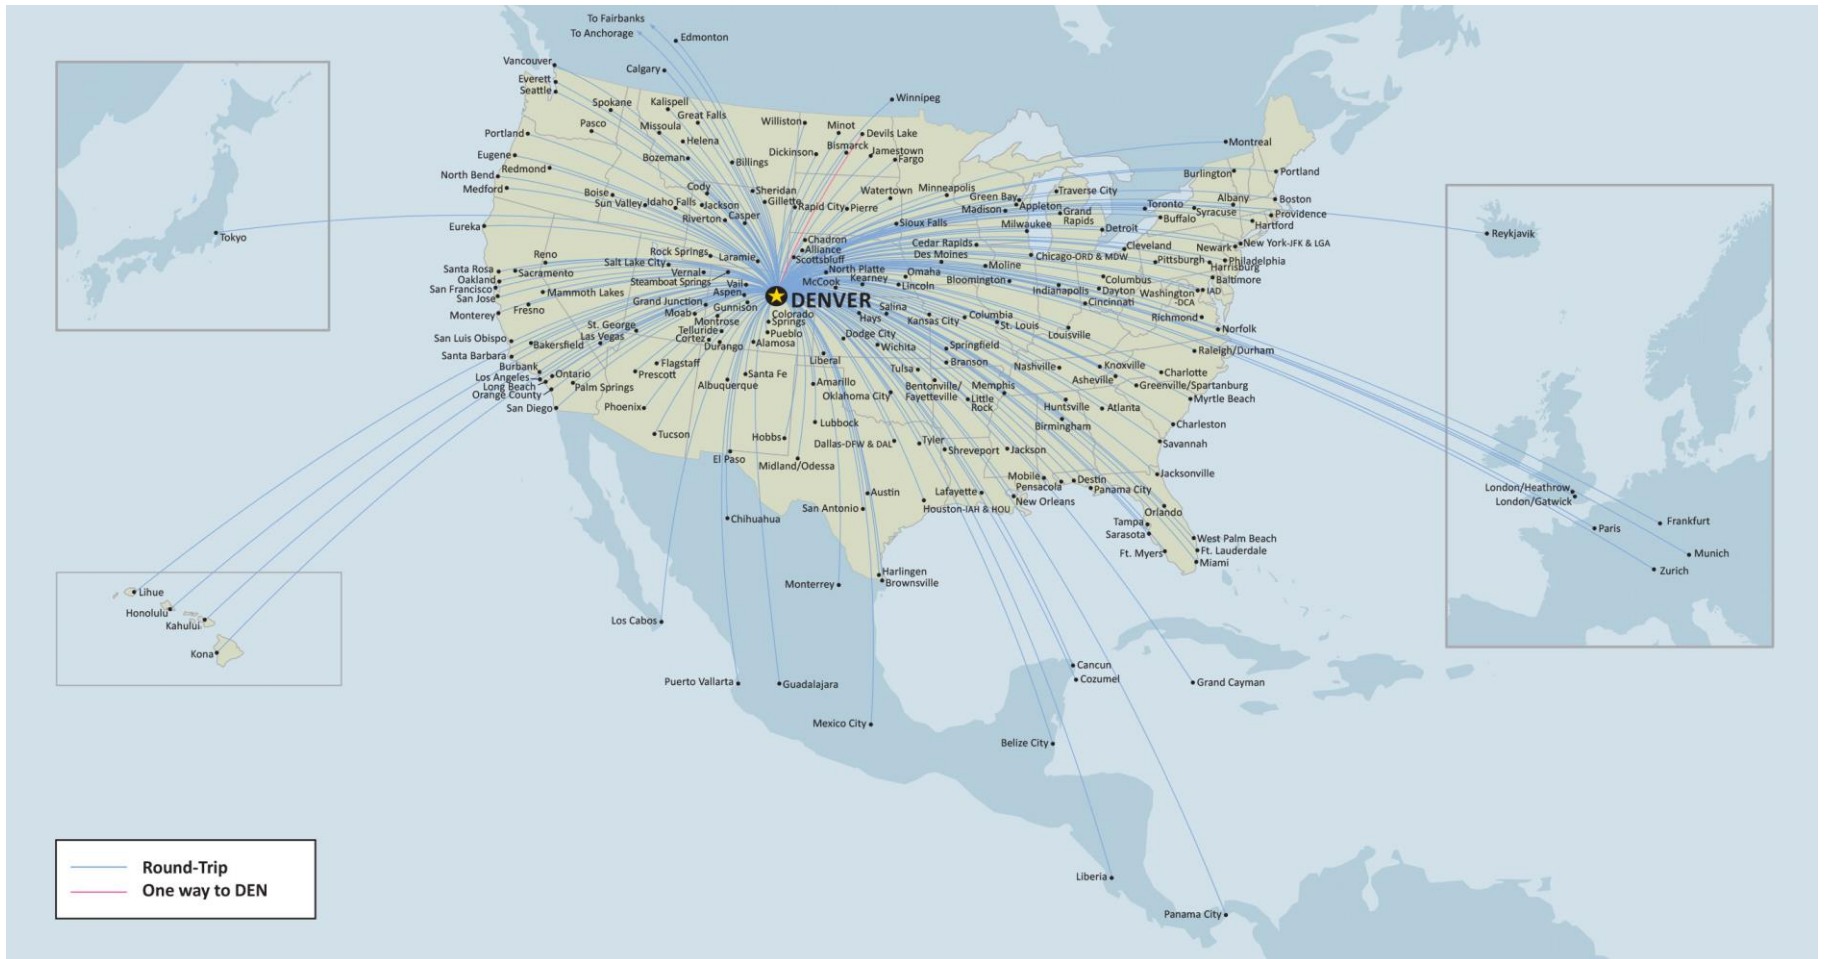 To Fairbanks
To Anchorage
Edmonton
Vancouver
Calgary
Everett
Seattle
Winnipeg
Spokane
Kalispell
Great Falls
Pasco
Missoula
Williston
Minot
Devils Lake
Portland
Helena
Bismarck
Jamestown
Montreal
Eugene
Bozeman
Billings
Dickinson
Fargo
Redmond
North Bend
Medford
Boise
Cody
Sheridan
Watertown
Minneapolis
Green Bay
Traverse City
Burlington
Portland
Sun Valley
Idaho Falls
Jackson
Gillette
Rapid City
Pierre
Madison
Appleton
Grand
Rapids
Toronto
Albany
Boston
Riverton
Casper
Sioux Falls
Milwaukee
Detroit
Buffalo
Syracuse
Providence
Hartford
Eureka
Tokyo
Reykjavik
Chadron
Alliance
Scottsbluff
Cedar Rapids
Des Moines
Cleveland
Newark
New York-JFK & LGA
Reno
Rock Springs
Laramie
Salt Lake City
Chicago-ORD & MDW
Pittsburgh
Philadelphia
Harrisburg
Santa Rosa
Sacramento
Vernal
North Platte
Omaha
Moline
Oakland
Steamboat Springs
Vail
McCook
Kearney
Lincoln
Bloomington
Columbus
Baltimore
San Francisco
San Jose
Mammoth Lakes
Aspen
Indianapolis
Dayton
Washington
IAD
-DCA
Grand Junction
DENVER
Cincinnati
Monterey
Fresno
Moab
Gunnison
Colorado
Springs
Salina
Hays
Kansas City
Columbia
Richmond
St. George
Montrose
St. Louis
Norfolk
San Luis Obispo
Las Vegas
Telluride
Pueblo
Dodge City
Louisville
Bakersfield
Cortez
Durango
Alamosa
Wichita
Springfield
Raleigh/Durham
Santa Barbara
Liberal
Branson
Burbank
Flagstaff
Tulsa
Nashville
Knoxville
Los Angeles
Ontario
Prescott
Santa Fe
Asheville
Charlotte
Long Beach
Palm Springs
Albuquerque
Amarillo
Bentonville/
Fayetteville
Memphis
Greenville/Spartanburg
Orange County
Oklahoma City
Little
Rock
Myrtle Beach
San Diego
Phoenix
Huntsville
Atlanta
Lubbock
Birmingham
Charleston
Tucson
Hobbs
Dallas-DFW & DAL
Tyler
Savannah
Shreveport
Jackson
El Paso
Midland/Odessa
Mobile
Pensacola
Destin
Jacksonville
Panama City
Austin
Lafayette
New Orleans
London/Heathrow
London/Gatwick
San Antonio
Houston-IAH & HOU
Orlando
Chihuahua
Tampa
Sarasota
Frankfurt
Paris
West Palm Beach
Ft. Myers
Ft. Lauderdale
Miami
Munich
Zurich
Harlingen
Brownsville
Monterrey
Lihue
Honolulu
Kahului
Los Cabos
Kona
Cancun
Cozumel
Puerto Vallarta
Guadalajara
Grand Cayman
Mexico City
Belize City
Round-Trip
One way to DEN
Liberia
Panama City